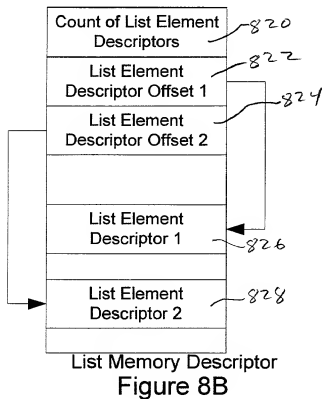 Count of List Element
Descriptors
820
List Element
Descriptor Offset 1
822
List Element
Descriptor Offset 2
824
List Element
Descriptor 1
826
List Element
Descriptor 2
828
List Memory Descriptor
Figure 8B